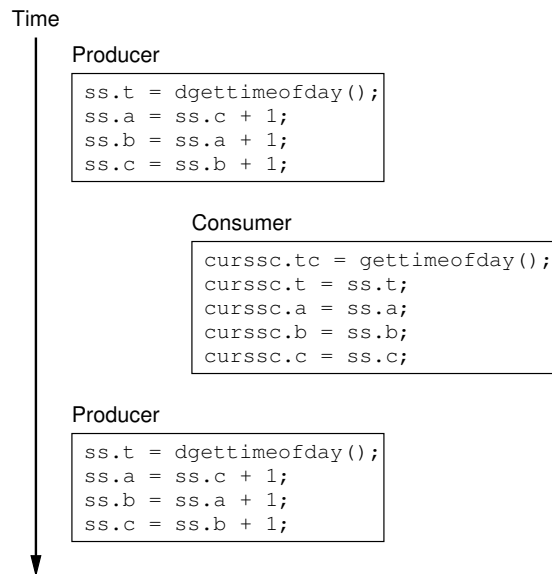 Time
Producer
ss.t = dgettimeofday();
ss.a = ss.c + 1;
ss.b = ss.a + 1;
ss.c = ss.b + 1;
Consumer
curssc.tc = gettimeofday();
curssc.t = ss.t;
curssc.a = ss.a;
curssc.b = ss.b;
curssc.c = ss.c;
Producer
ss.t = dgettimeofday();
ss.a = ss.c + 1;
ss.b = ss.a + 1;
ss.c = ss.b + 1;